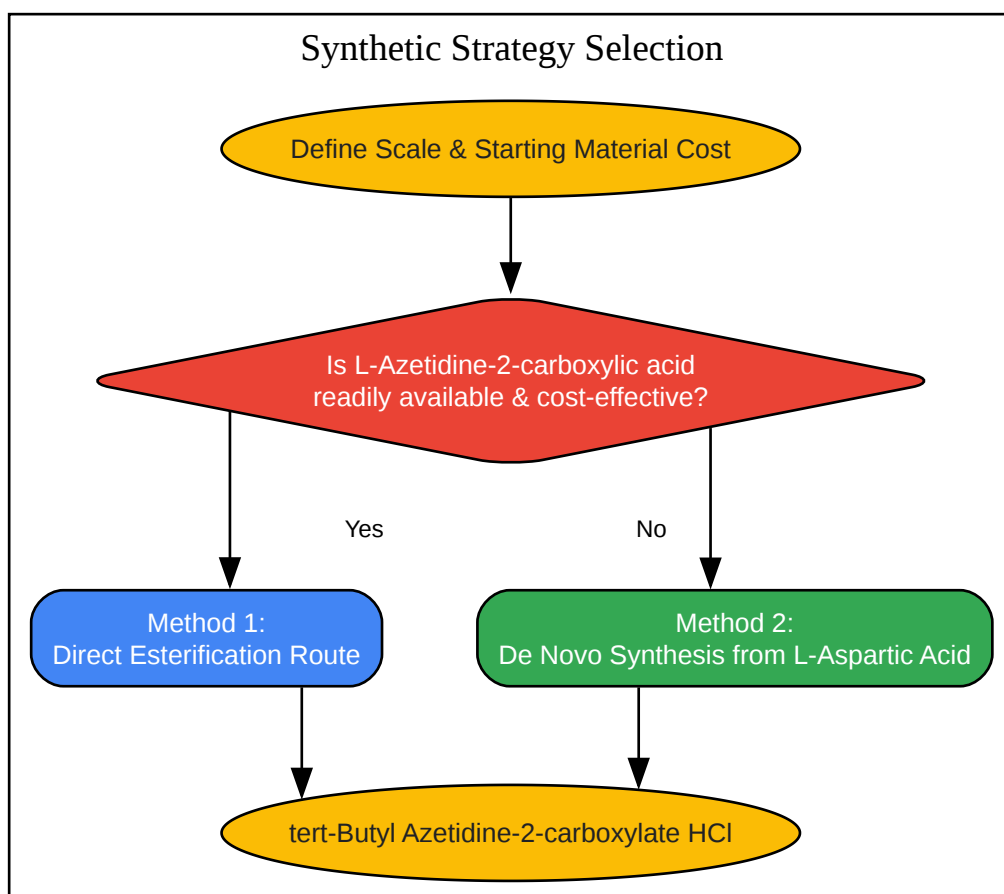 Synthetic Strategy Selection
Define Scale & Starting Material Cost
Is L-Azetidine-2-carboxylic acid
readily available & cost-effective?
Yes
No
Method 1:
Direct Esterification Route
Method 2:
De Novo Synthesis from L-Aspartic Acid
tert-Butyl Azetidine-2-carboxylate HCl